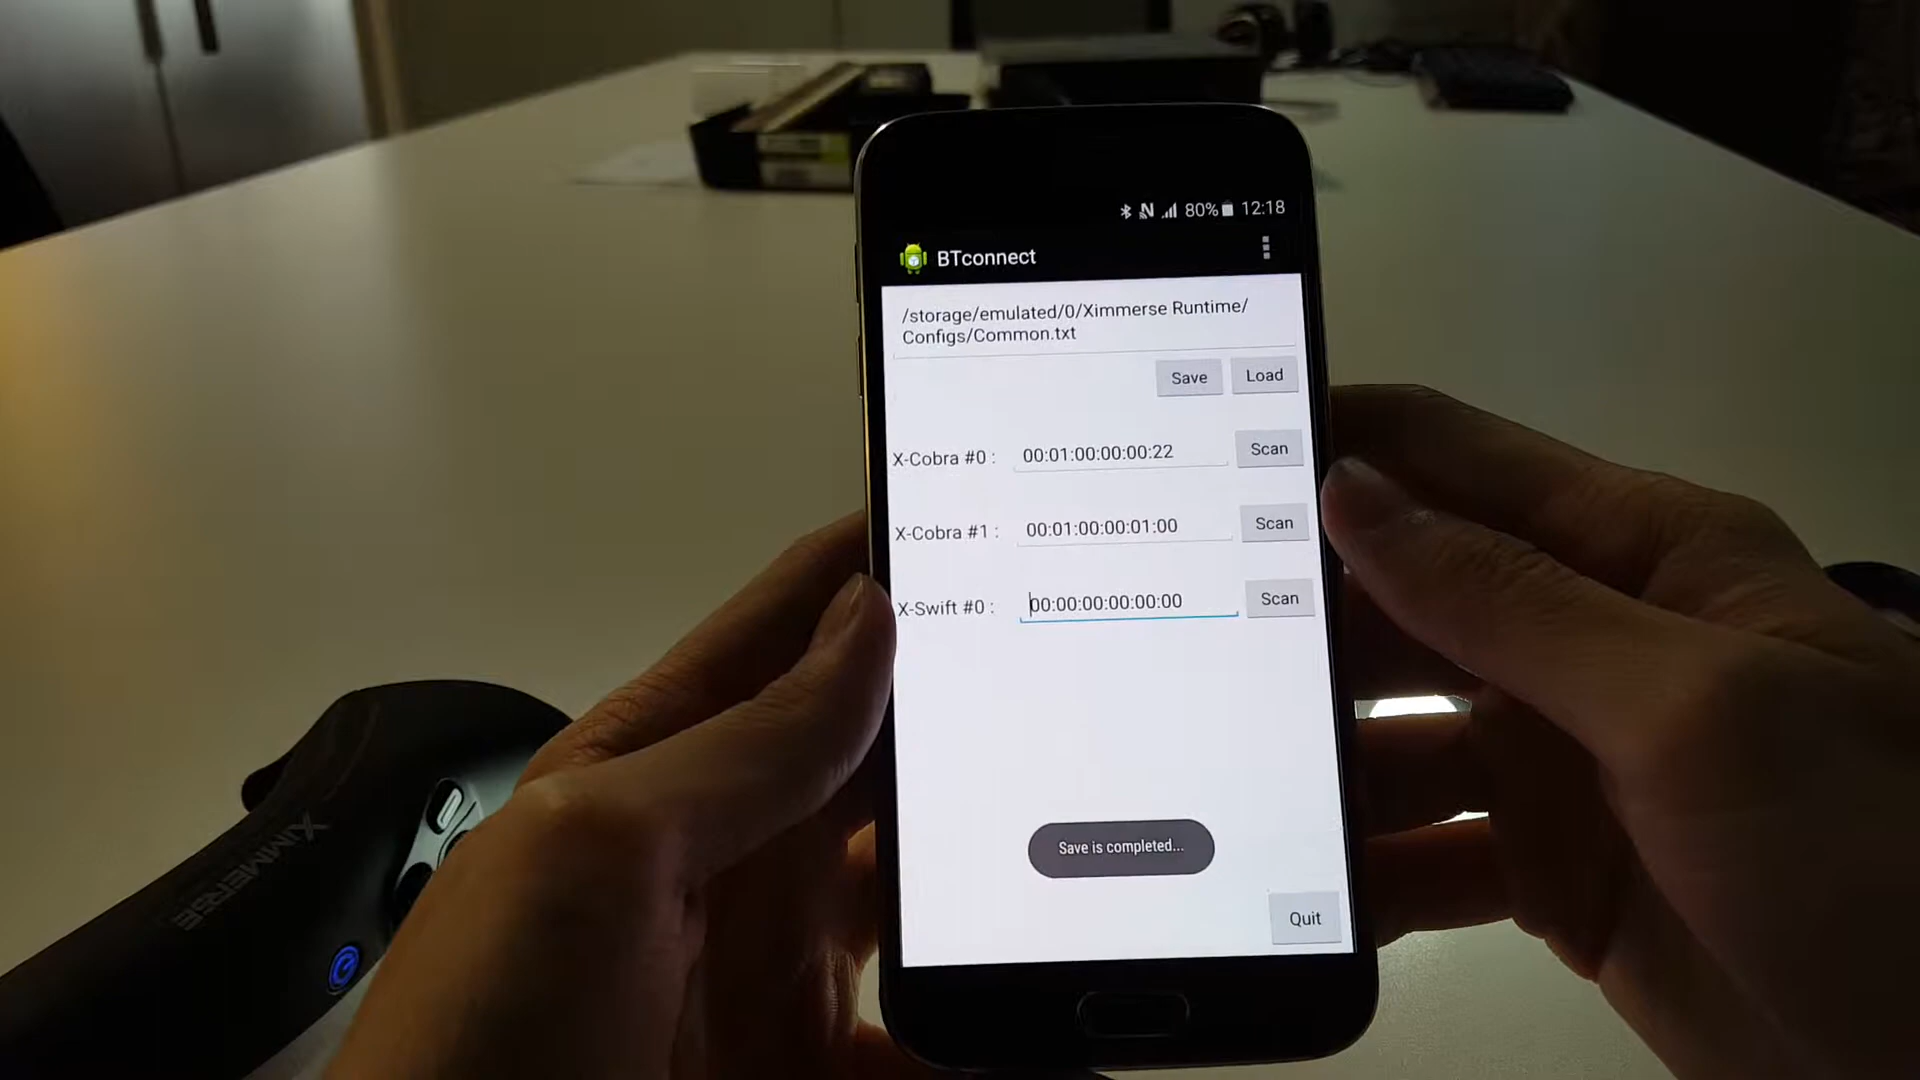 80% 12:18
BTconnect
/storage/emulated/0/Ximmerse Runtime/
Configs/Common.txt
Save Load
X-Cobra #0 : 00:01:00:00:00:22 Scan
X-Cobra #1 : 00:01:00:00:01:00 Scan
X-Swift #0 : 00:00:00:00:00:00 Scan
Save is completed...
Quit
XIMMERSE